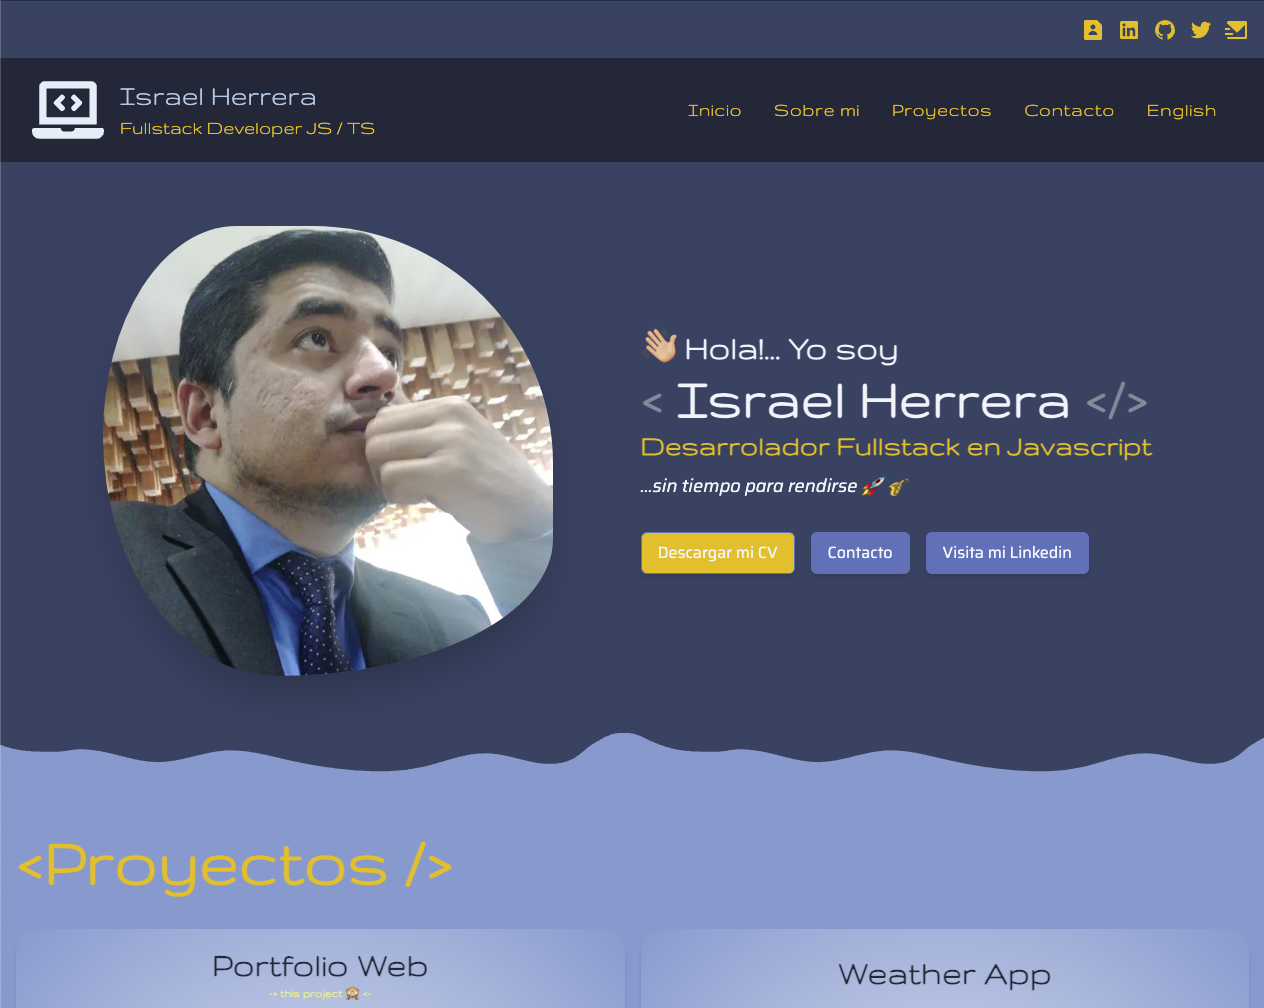 Israel Herrera
Fullstack Developer JS / TS
Inicio Sobre mi Proyectos Contacto English
👋🏼 Hola!... Yo soy
< Israel Herrera </>
Desarrolador Fullstack en Javascript
...sin tiempo para rendirse 🚀 🎷
Descargar mi CV Contacto Visita mi Linkedin
<Proyectos />
Portfolio Web
-> this project 🙈 <-
Weather App